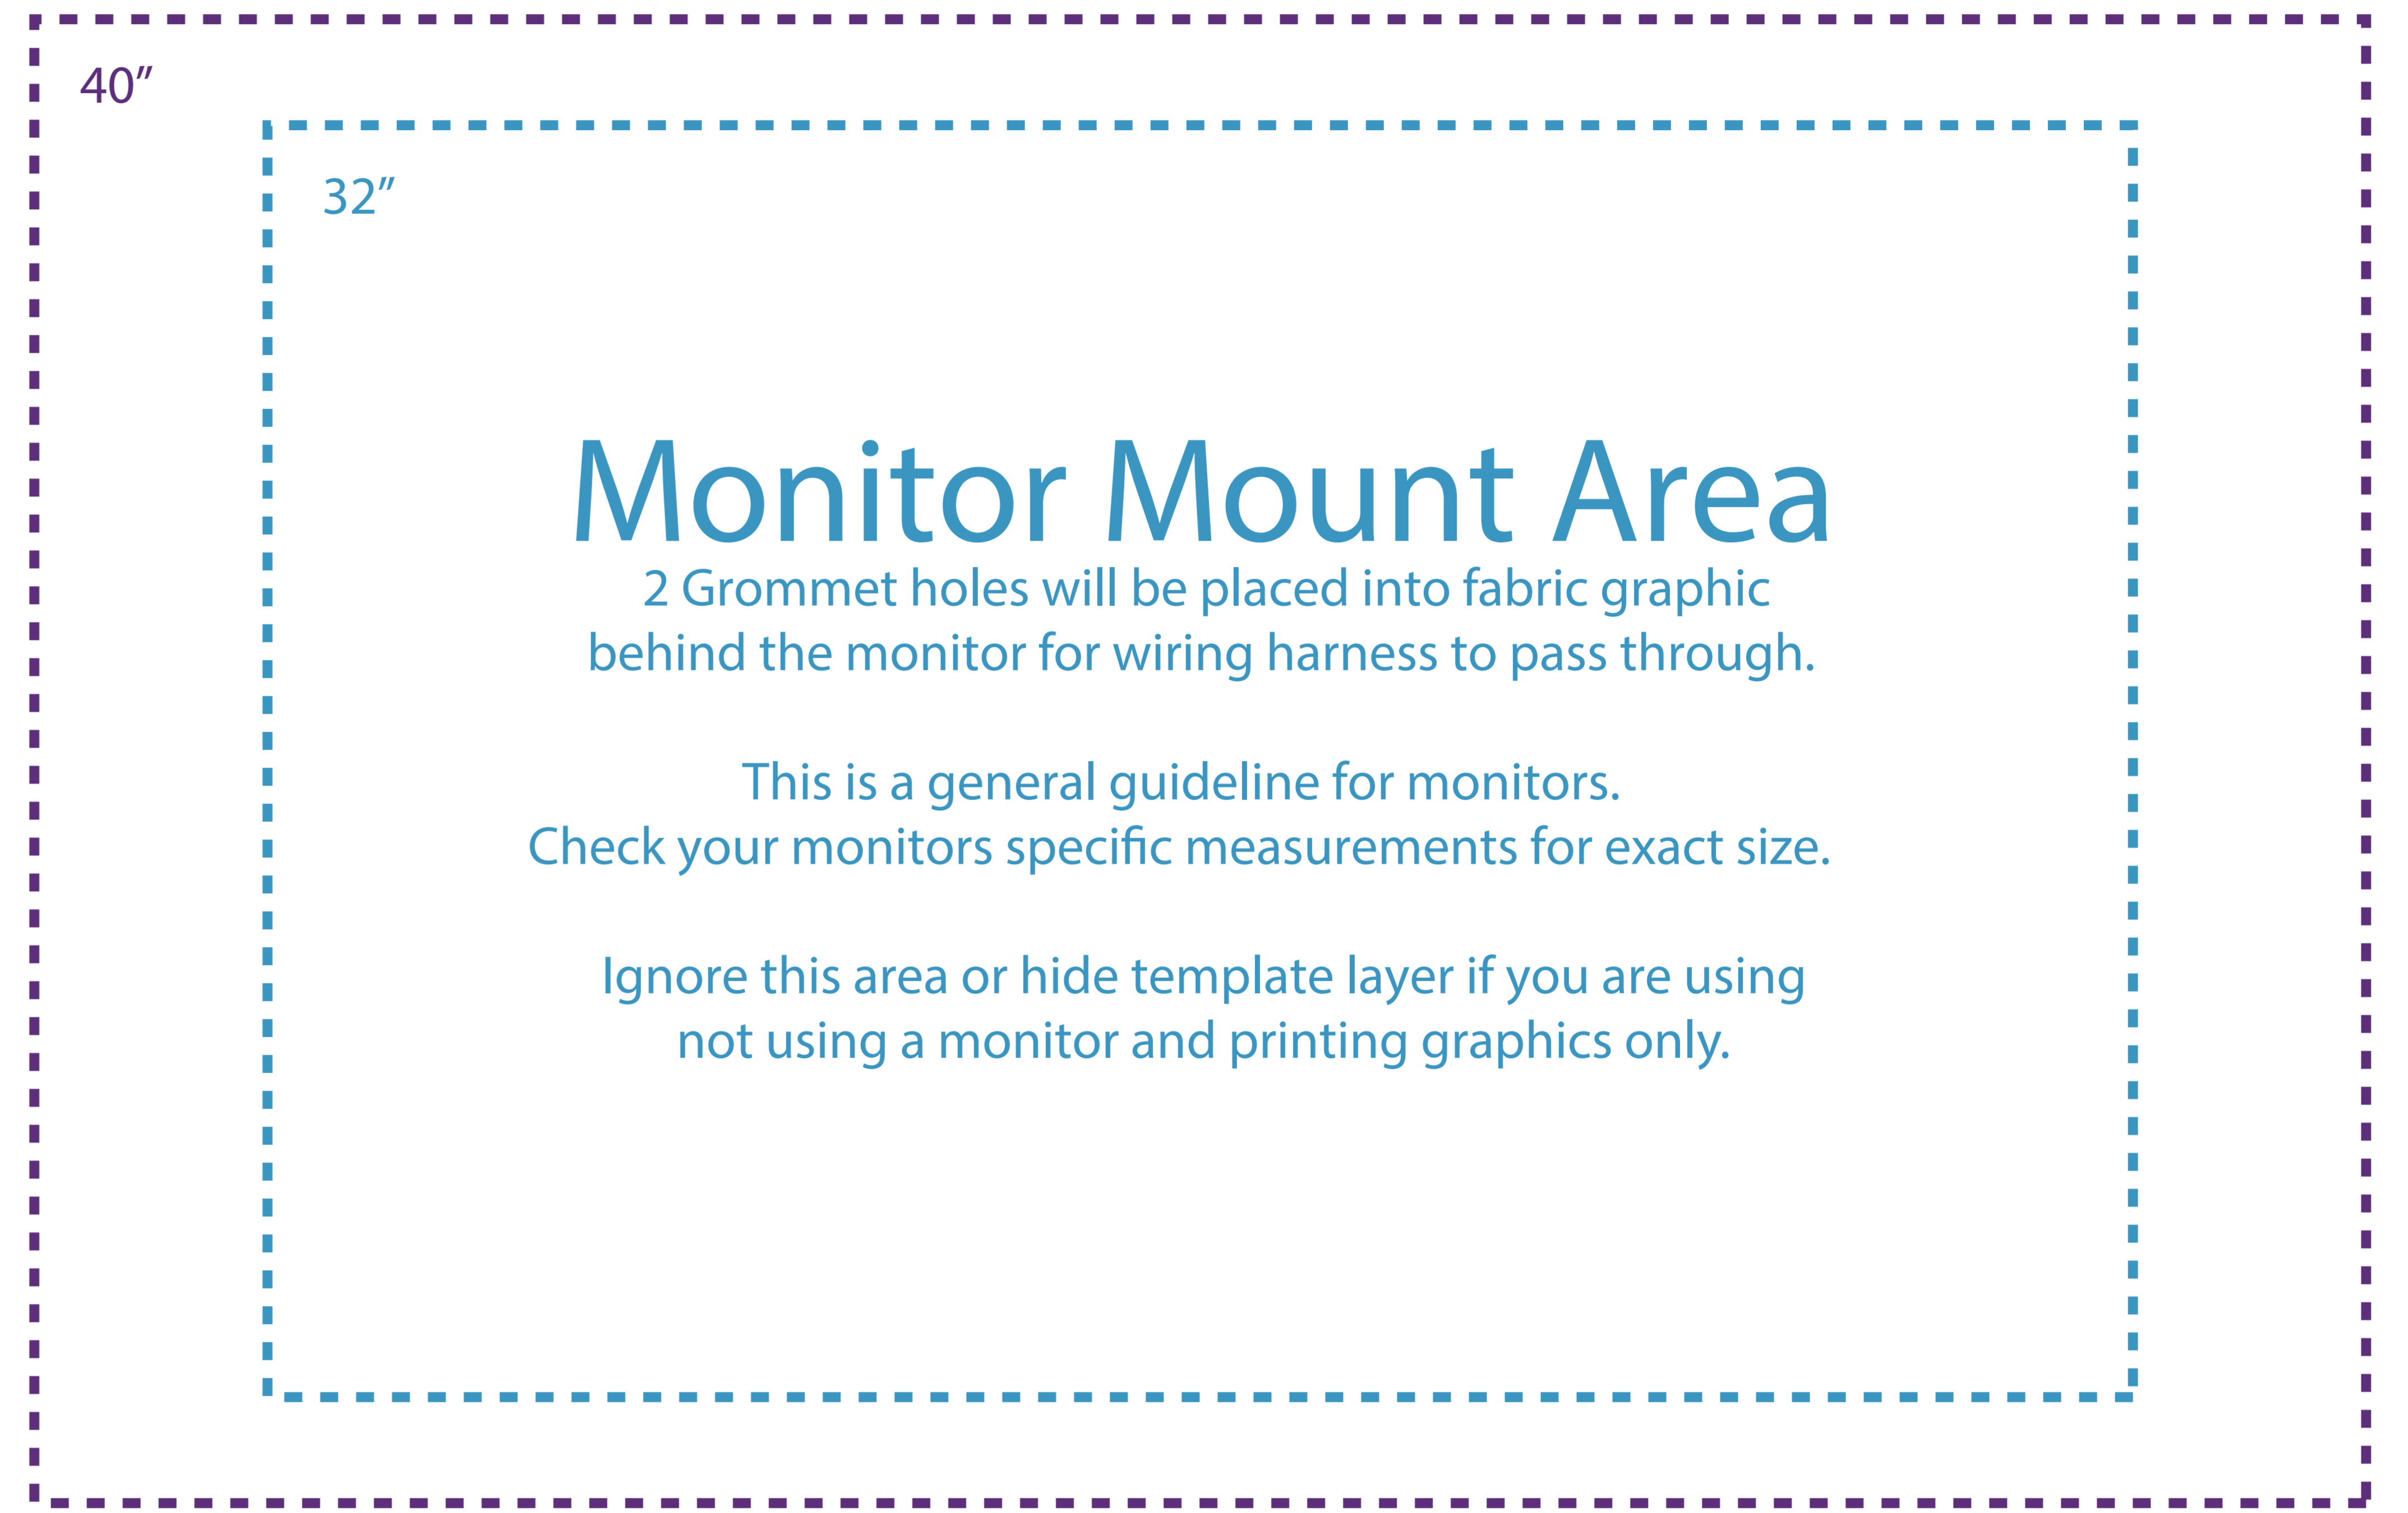 40”
32”
Monitor Mount Area
2 Grommet holes will be placed into fabric graphic
behind the monitor for wiring harness to pass through.
This is a general guideline for monitors.
Check your monitors specific measurements for exact size.
Ignore this area or hide template layer if you are using
not using a monitor and printing graphics only.